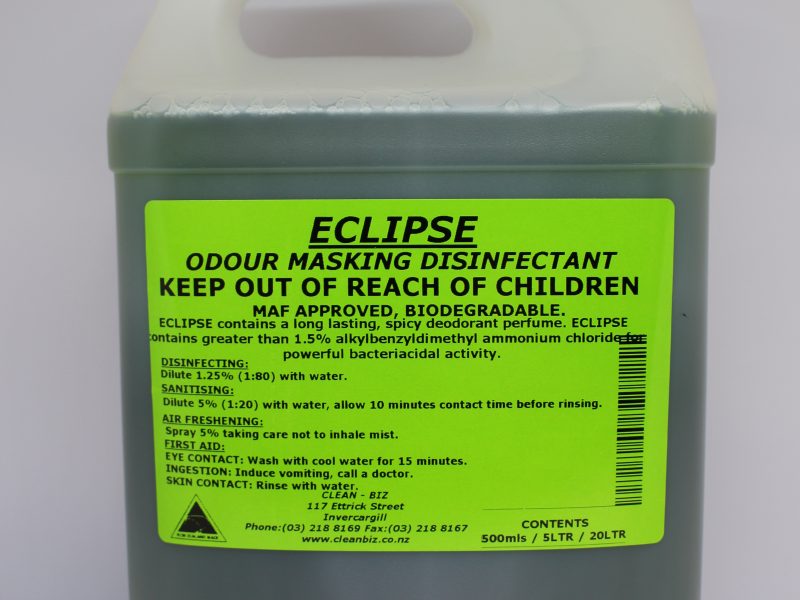 ECLIPSE
ODOUR MASKING DISINFECTANT
KEEP OUT OF REACH OF CHILDREN
MAF APPROVED, BIODEGRADABLE.
ECLIPSE contains a long lasting, spicy deodorant perfume. ECLIPSE
contains greater than 1.5% alkylbenzyldimethyl ammonium chloride for
powerful bacteriacidal activity.
DISINFECTING:
Dilute 1.25% (1:80) with water.
SANITISING:
Dilute 5% (1:20) with water, allow 10 minutes contact time before rinsing.
AIR FRESHENING:
Spray 5% taking care not to inhale mist.
FIRST AID:
EYE CONTACT: Wash with cool water for 15 minutes.
INGESTION: Induce vomiting, call a doctor.
SKIN CONTACT: Rinse with water.
CLEAN - BIZ
117 Ettrick Street
Invercargill
Phone:(03) 218 8169 Fax:(03) 218 8167
www.cleanbiz.co.nz
CONTENTS
500mls / 5LTR / 20LTR